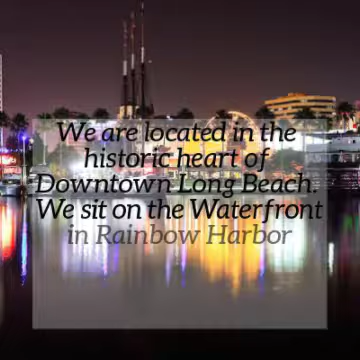 We are located in the
historic heart of
Downtown Long Beach.
We sit on the Waterfront
in Rainbow Harbor